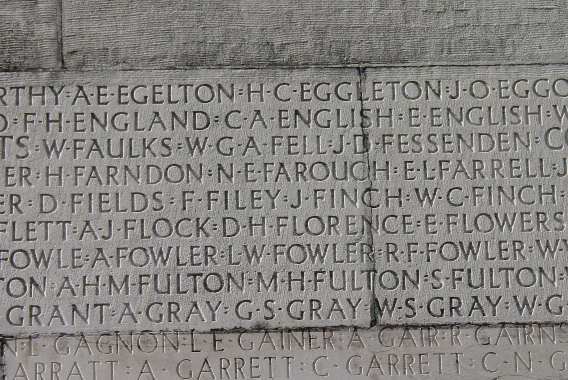 RTHY·A·E·EGELTON·H·C·EGGLETON·J·O·EGGO
D·F·H·ENGLAND·C·A·ENGLISH·E·ENGLISH·W
TS·W·FAULKS·W·G·A·FELL·J·D·FESSENDEN·CO
ER·H·FARNDON·N·E·FAROUCH·E·L·FARRELL·J
ER·D·FIELDS·F·FILEY·J·FINCH·W·G·FINCH·J
FLETT·A·J·FLOCK·D·H·FLORENCE·E·FLOWERS
FOWLE·A·FOWLER·L·W·FOWLER·R·F·FOWLER·W·V
TON·A·H·M·FULTON·M·H·FULTON·S·FULTON·V
GRANT·A·GRAY·G·S·GRAY·W·S·GRAY·W·G
N·L·GAGNON·L·E·GAINER·A·GAIR·R·GAIRNS
ARRATT·A·GARRETT·C·GARRETT·C·N·G